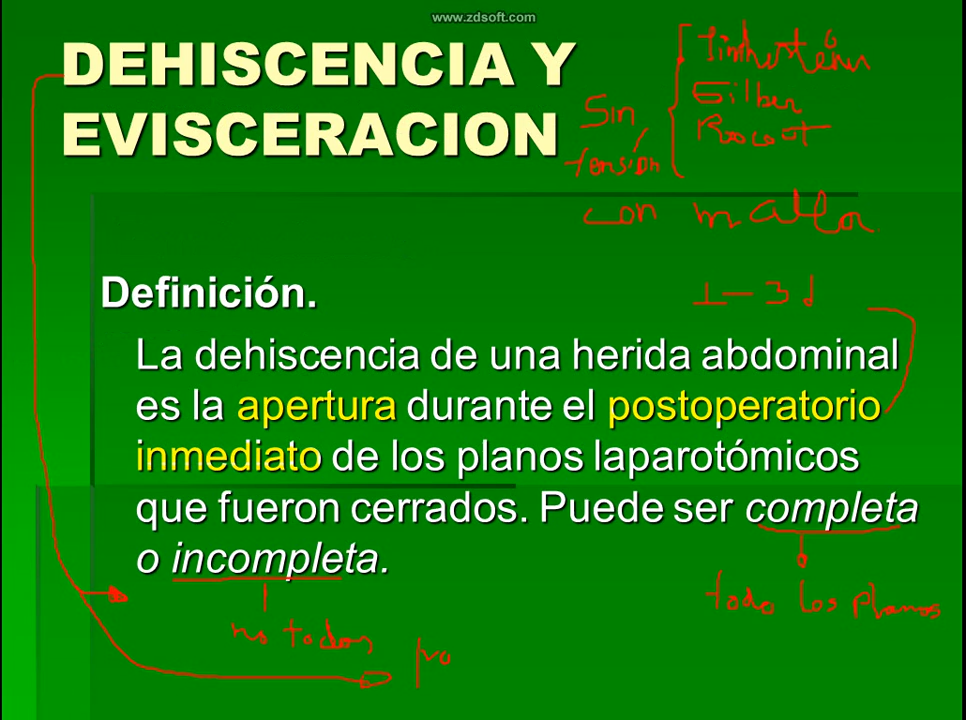 www.zdsoft.com
DEHISCENCIA Y
EVISCERACION
Sin
tensión
Gilber
con malla
Definición.
1-3 d
La dehiscencia de una herida abdominal
es la apertura durante el postoperatorio
inmediato de los planos laparotómicos
que fueron cerrados. Puede ser completa
o incompleta.
todo los planos
no todos